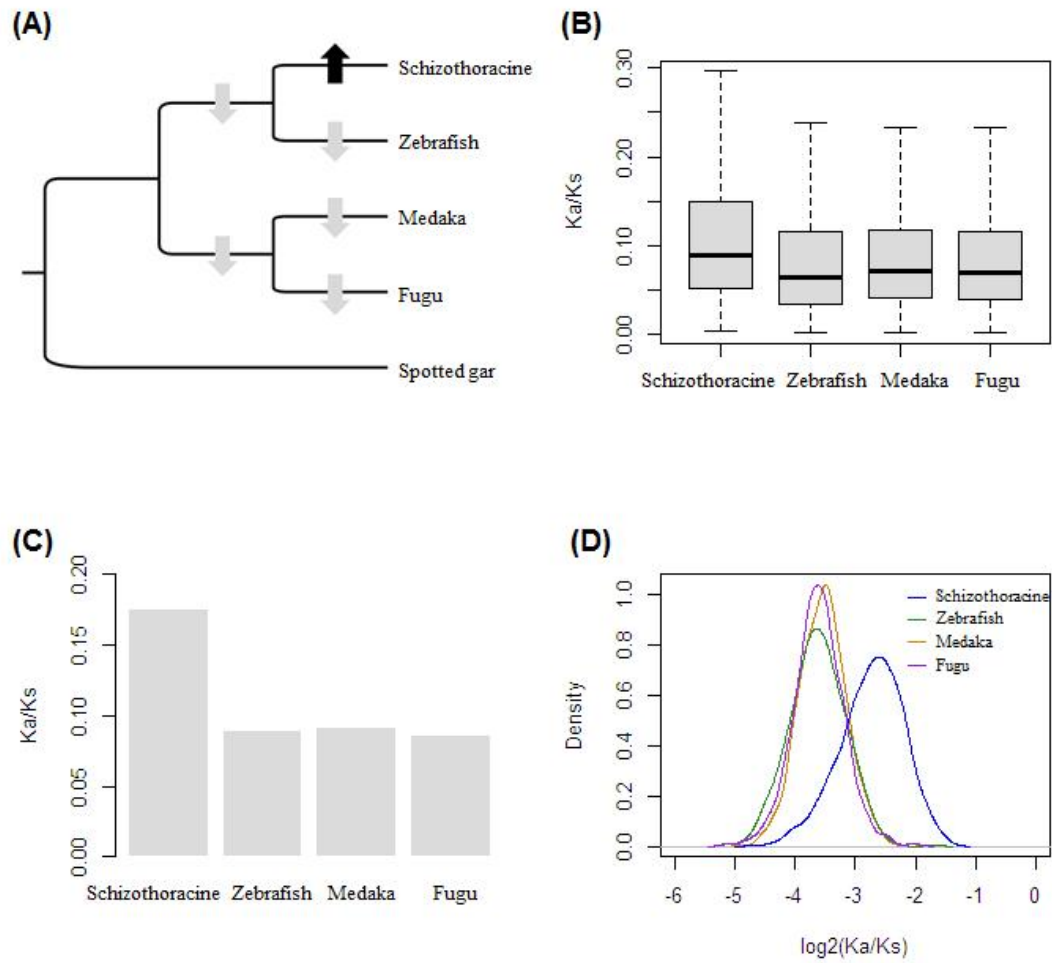 (A)
Schizothoracine
Zebrafish
Medaka
Fugu
Spotted gar
(B)
Ka/Ks
0.30
0.20
0.10
0.00
Schizothoracine Zebrafish Medaka Fugu
(C)
Ka/Ks
0.20
0.15
0.10
0.05
0.00
Schizothoracine Zebrafish Medaka Fugu
(D)
Density
1.0
0.8
0.6
0.4
0.2
0.0
Schizothoracine
Zebrafish
Medaka
Fugu
-6 -5 -4 -3 -2 -1 0
log2(Ka/Ks)